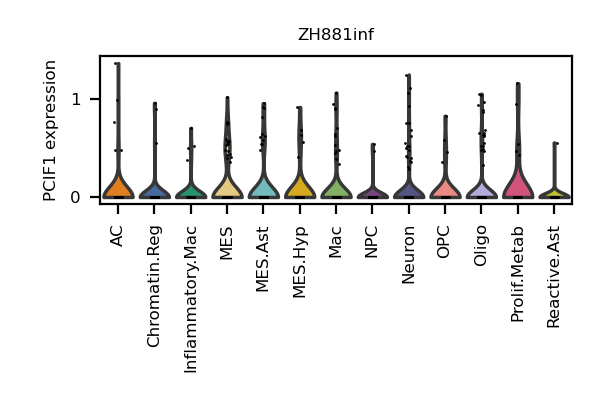 ZH881inf
PCIF1 expression
1
0
AC
Chromatin.Reg
Inflammatory.Mac
MES
MES.Ast
MES.Hyp
Mac
NPC
Neuron
OPC
Oligo
Prolif.Metab
Reactive.Ast